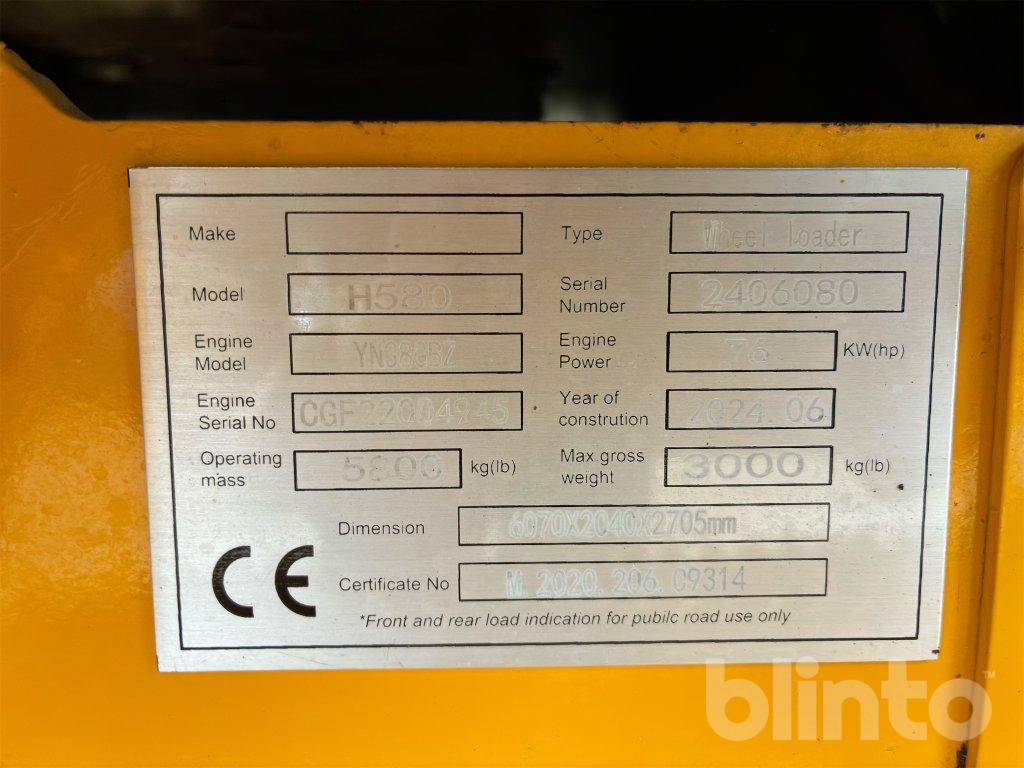 Make
Type Wheel loader
Model H580
Serial Number 2406080
Engine Model
Engine Power 76 KW(hp)
Engine Serial No CGF22004945
Year of constrution 2024.06
Operating mass 5800 kg(lb)
Max.gross weight 3000 kg(lb)
Dimension 6070X2040X2705mm
CE Certificate No M.2020.206.C9314
*Front and rear load indication for pubilc road use only
blinto™